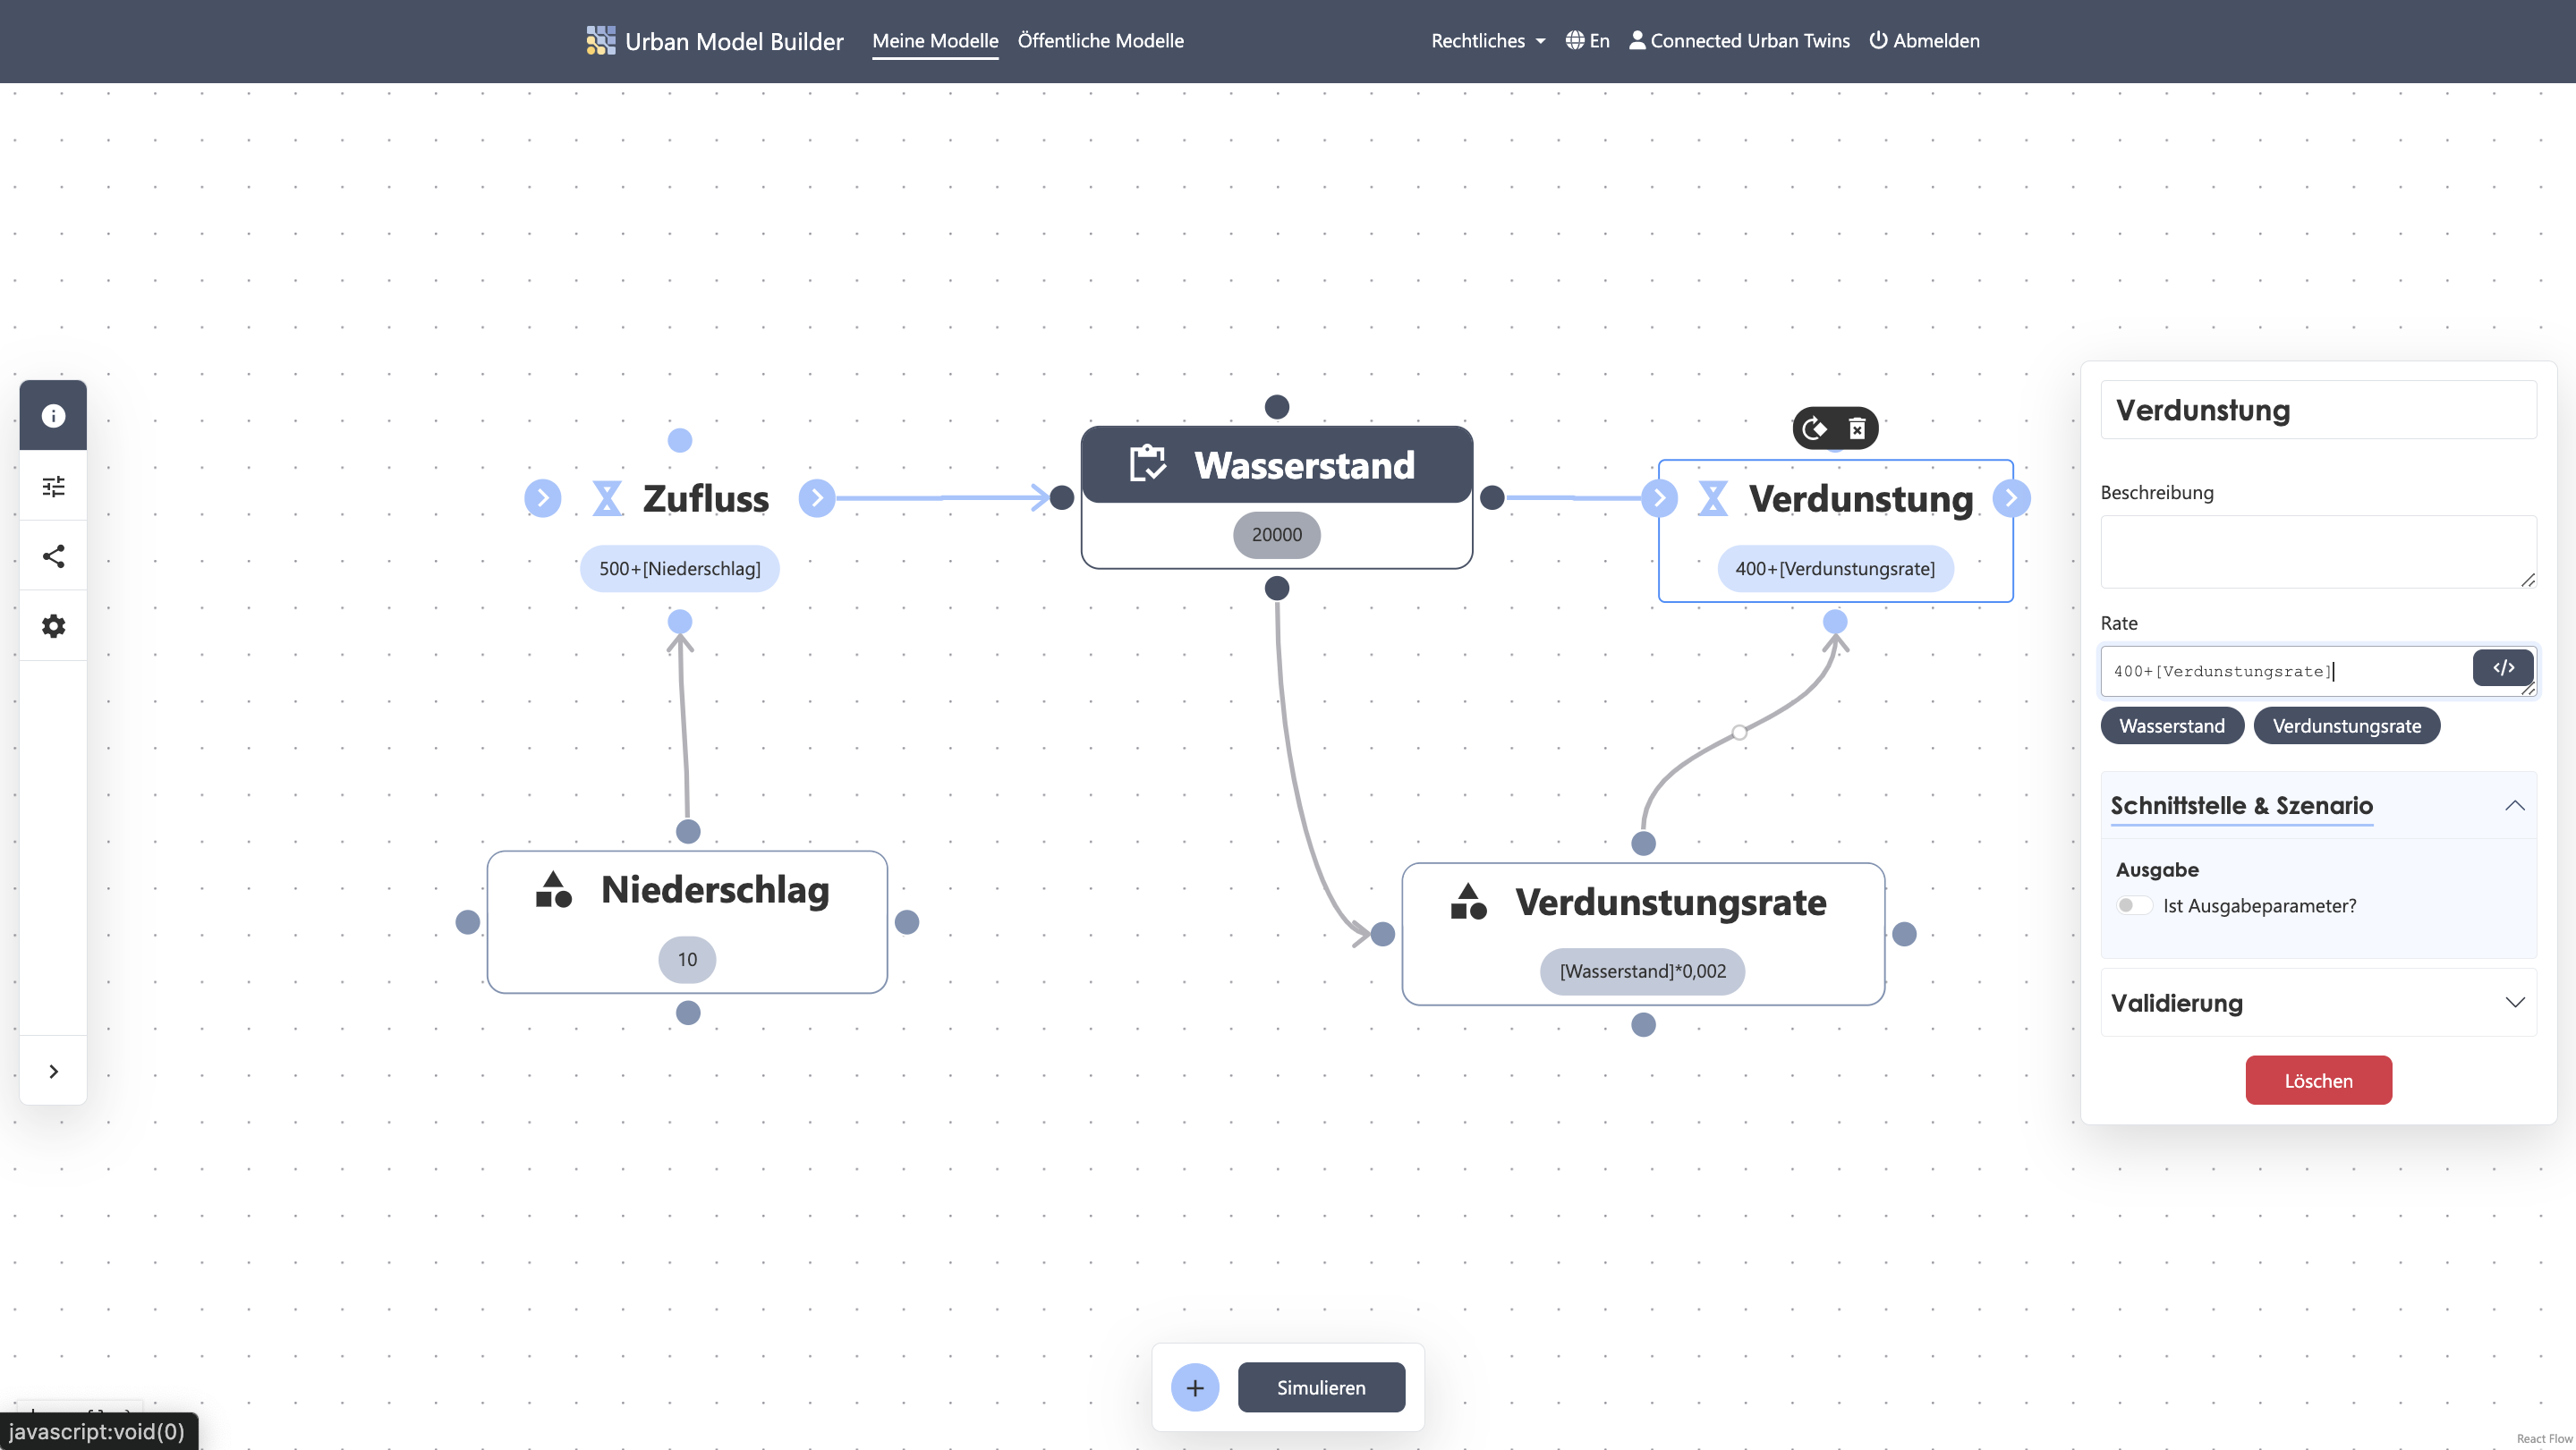 Urban Model Builder
Meine Modelle
Öffentliche Modelle
Rechtliches
En
Connected Urban Twins
Abmelden
Zufluss
500+[Niederschlag]
Wasserstand
20000
Verdunstung
400+[Verdunstungsrate]
Niederschlag
10
Verdunstungsrate
[Wasserstand]*0,002
Verdunstung
Beschreibung
Rate
400+[Verdunstungsrate]
</>
Wasserstand
Verdunstungsrate
Schnittstelle & Szenario
Ausgabe
Ist Ausgabeparameter?
Validierung
Löschen
+
Simulieren
javascript:void(0)
React Flow